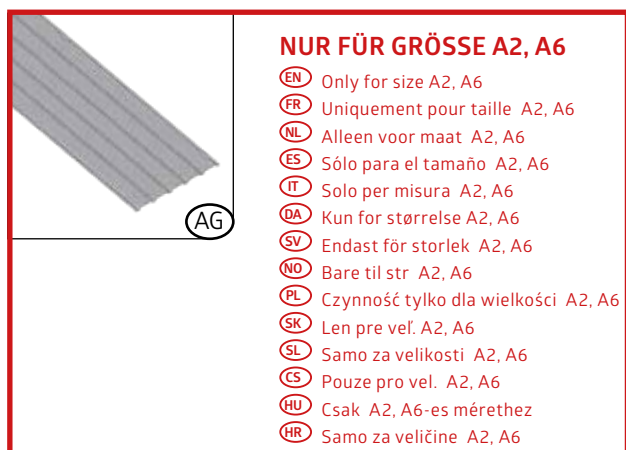 AG
NUR FÜR GRÖSSE A2, A6
EN Only for size A2, A6
FR Uniquement pour taille A2, A6
NL Alleen voor maat A2, A6
ES Sólo para el tamaño A2, A6
IT Solo per misura A2, A6
DA Kun for størrelse A2, A6
SV Endast för storlek A2, A6
NO Bare til str A2, A6
PL Czynność tylko dla wielkości A2, A6
SK Len pre veľ. A2, A6
SL Samo za velikosti A2, A6
CS Pouze pro vel. A2, A6
HU Csak A2, A6-es mérethez
HR Samo za veličine A2, A6